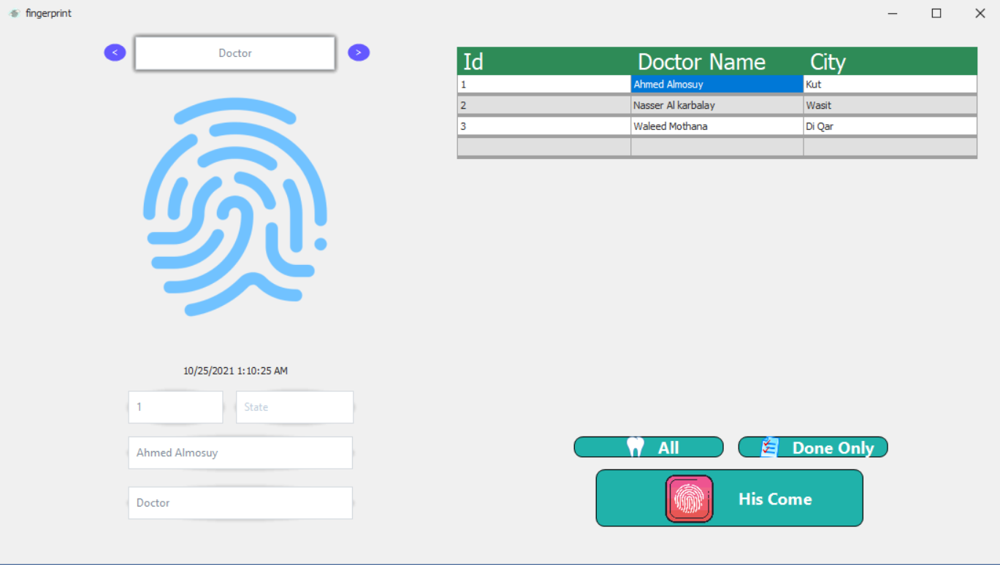 fingerprint
< Doctor >
10/25/2021 1:10:25 AM
1 State
Ahmed Almosuy
Doctor
Id Doctor Name City
1 Ahmed Almosuy Kut
2 Nasser Al karbalay Wasit
3 Waleed Mothana Di Qar
All Done Only
His Come